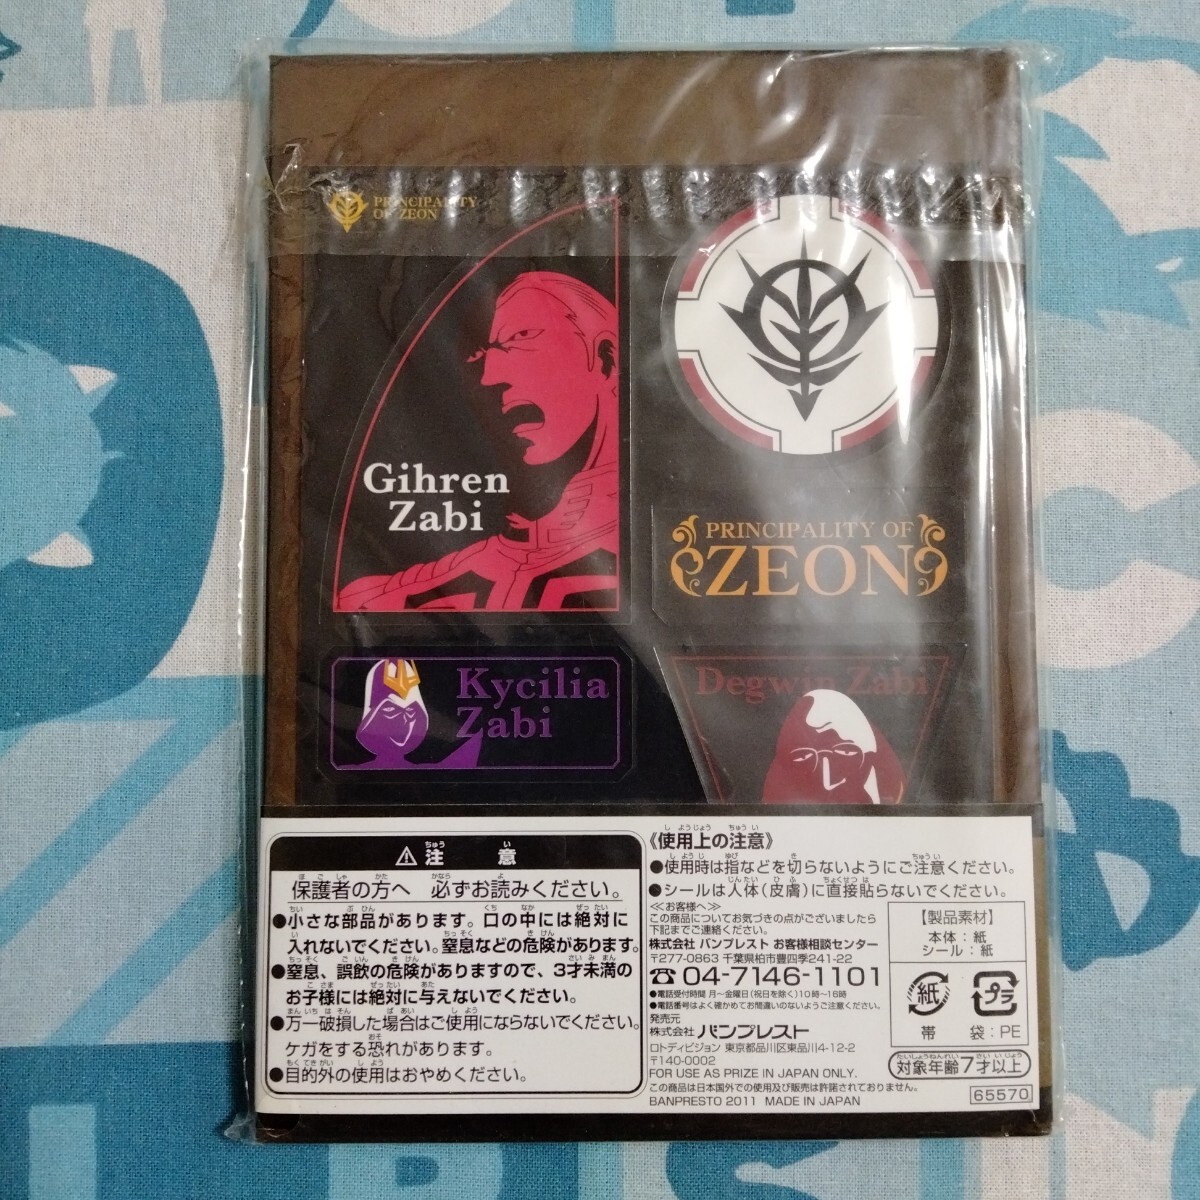 PRINCIPALITY
OF ZEON
Gihren
Zabi
PRINCIPALITY OF
ZEON
Kycilia
Zabi
Degwin Zabi
⚠注意
保護者の方へ 必ずお読みください。
●小さな部品があります。口の中には絶対に
入れないでください。窒息などの危険があります。
●窒息、誤飲の危険がありますので、3才未満の
お子様には絶対に与えないでください。
●万一破損した場合はご使用にならないでください。
ケガをする恐れがあります。
●目的外の使用はおやめください。
《使用上の注意》
●使用時は指などを切らないようにご注意ください。
●シールは人体(皮膚)に直接貼らないでください。
≪お客様へ≫
この商品についてお気づきの点がございましたら
下記までご連絡ください。
株式会社 バンプレスト お客様相談センター
〒277-0863 千葉県柏市豊四季241-22
☎04-7146-1101
●電話受付時間 月〜金曜日(祝日を除く)10時〜16時
●電話番号はよく確かめてお間違いのないようご注意ください。
発売元
株式会社 バンプレスト
ロトディビジョン 東京都品川区東品川4-12-2
〒140-0002
FOR USE AS PRIZE IN JAPAN ONLY.
この商品は日本国外での使用及び販売は許諾されておりません。
BANPRESTO 2011 MADE IN JAPAN
【製品素材】
本体:紙
シール:紙
紙
プラ
帯
袋:PE
対象年齢7才以上
65570